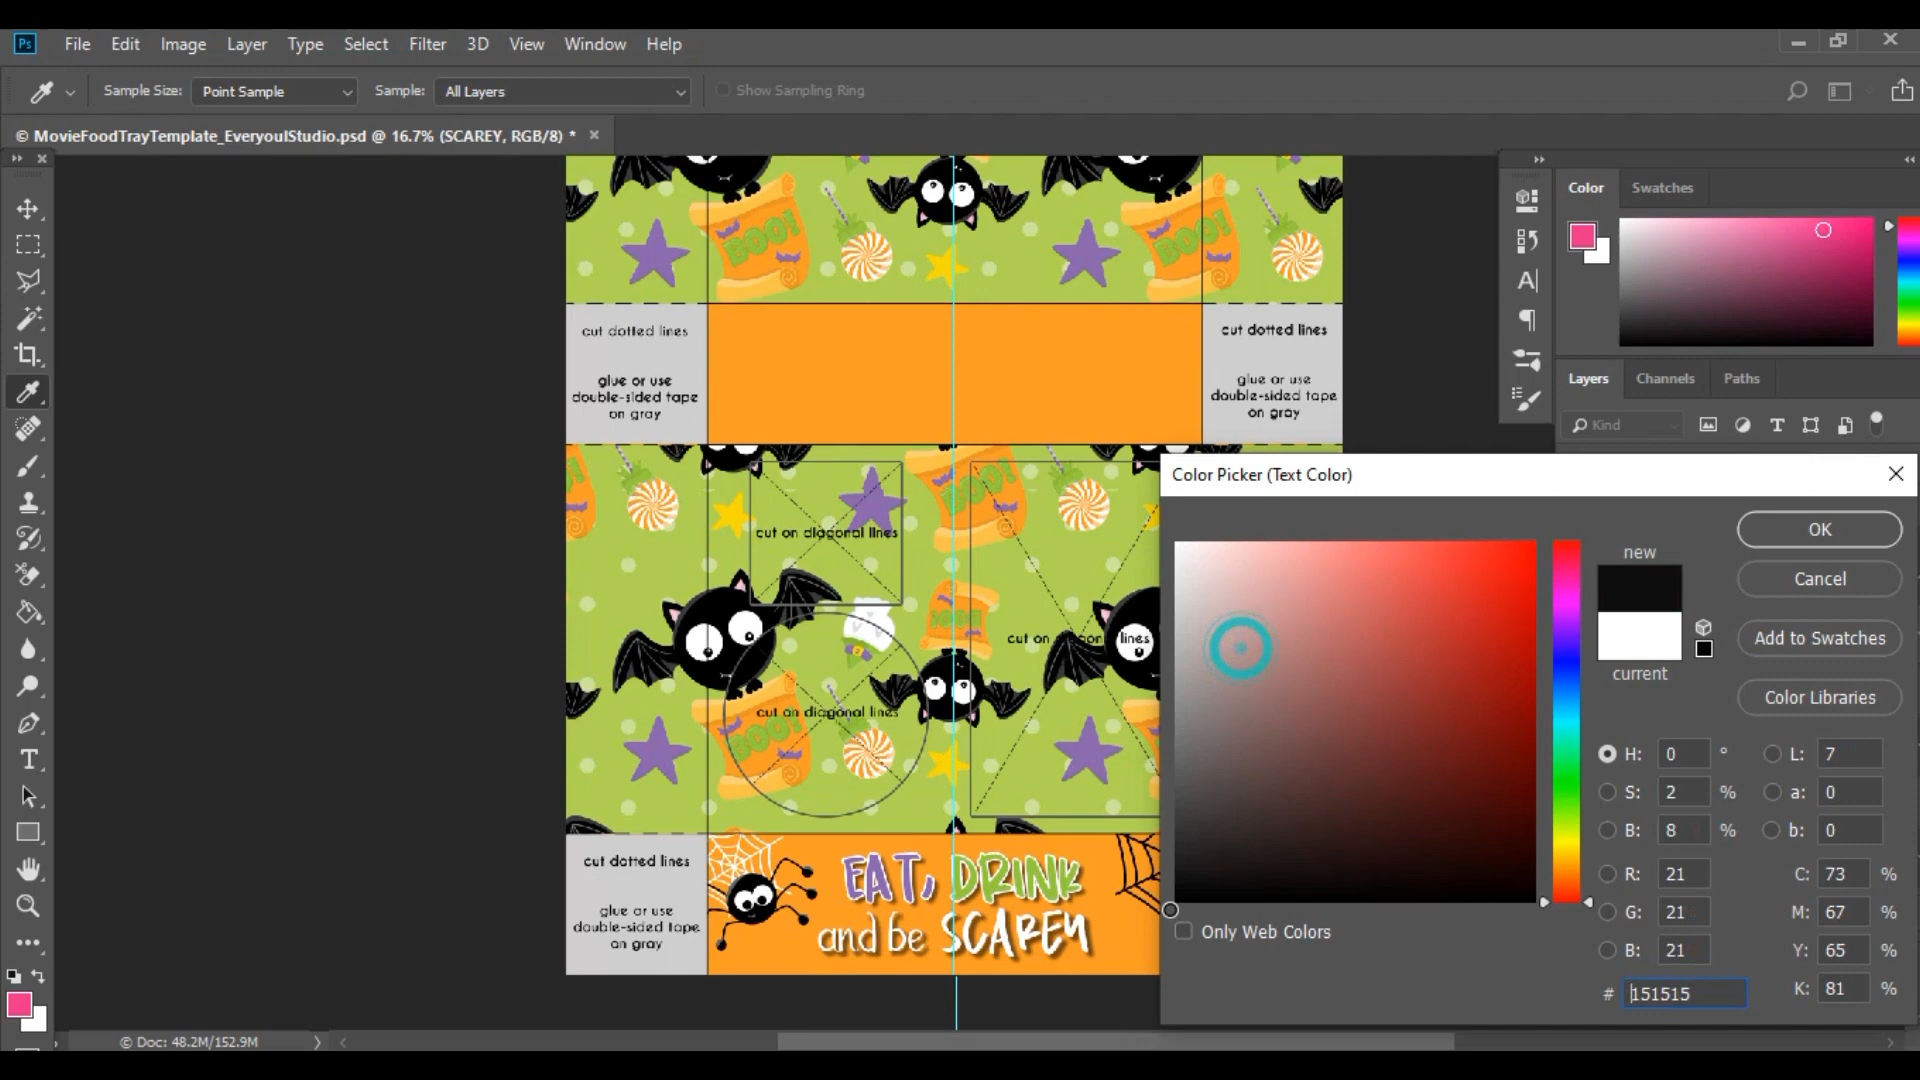 Ps File Edit Image Layer Type Select Filter 3D View Window Help
Sample Size: Point Sample Sample: All Layers Show Sampling Ring
© MovieFoodTrayTemplate_EveryouIStudio.psd @ 16.7% (SCAREY, RGB/8) *
Color Swatches
BOO!
BOO!
cut dotted lines
glue or use
double-sided tape
on gray
cut dotted lines
glue or use
double-sided tape
on gray
Layers Channels Paths
Kind
BOO!
cut on diagonal lines
BOO!
cut on diagonal lines
cut on diagonal lines
BOO!
cut dotted lines
glue or use
double-sided tape
on gray
EAT, DRINK
and be SCAREY
Color Picker (Text Color)
new
current
OK
Cancel
Add to Swatches
Color Libraries
H: 0 ° L: 7
S: 2 % a: 0
B: 8 % b: 0
R: 21 C: 73 %
G: 21 M: 67 %
B: 21 Y: 65 %
# 151515 K: 81 %
Only Web Colors
© Doc: 48.2M/152.9M